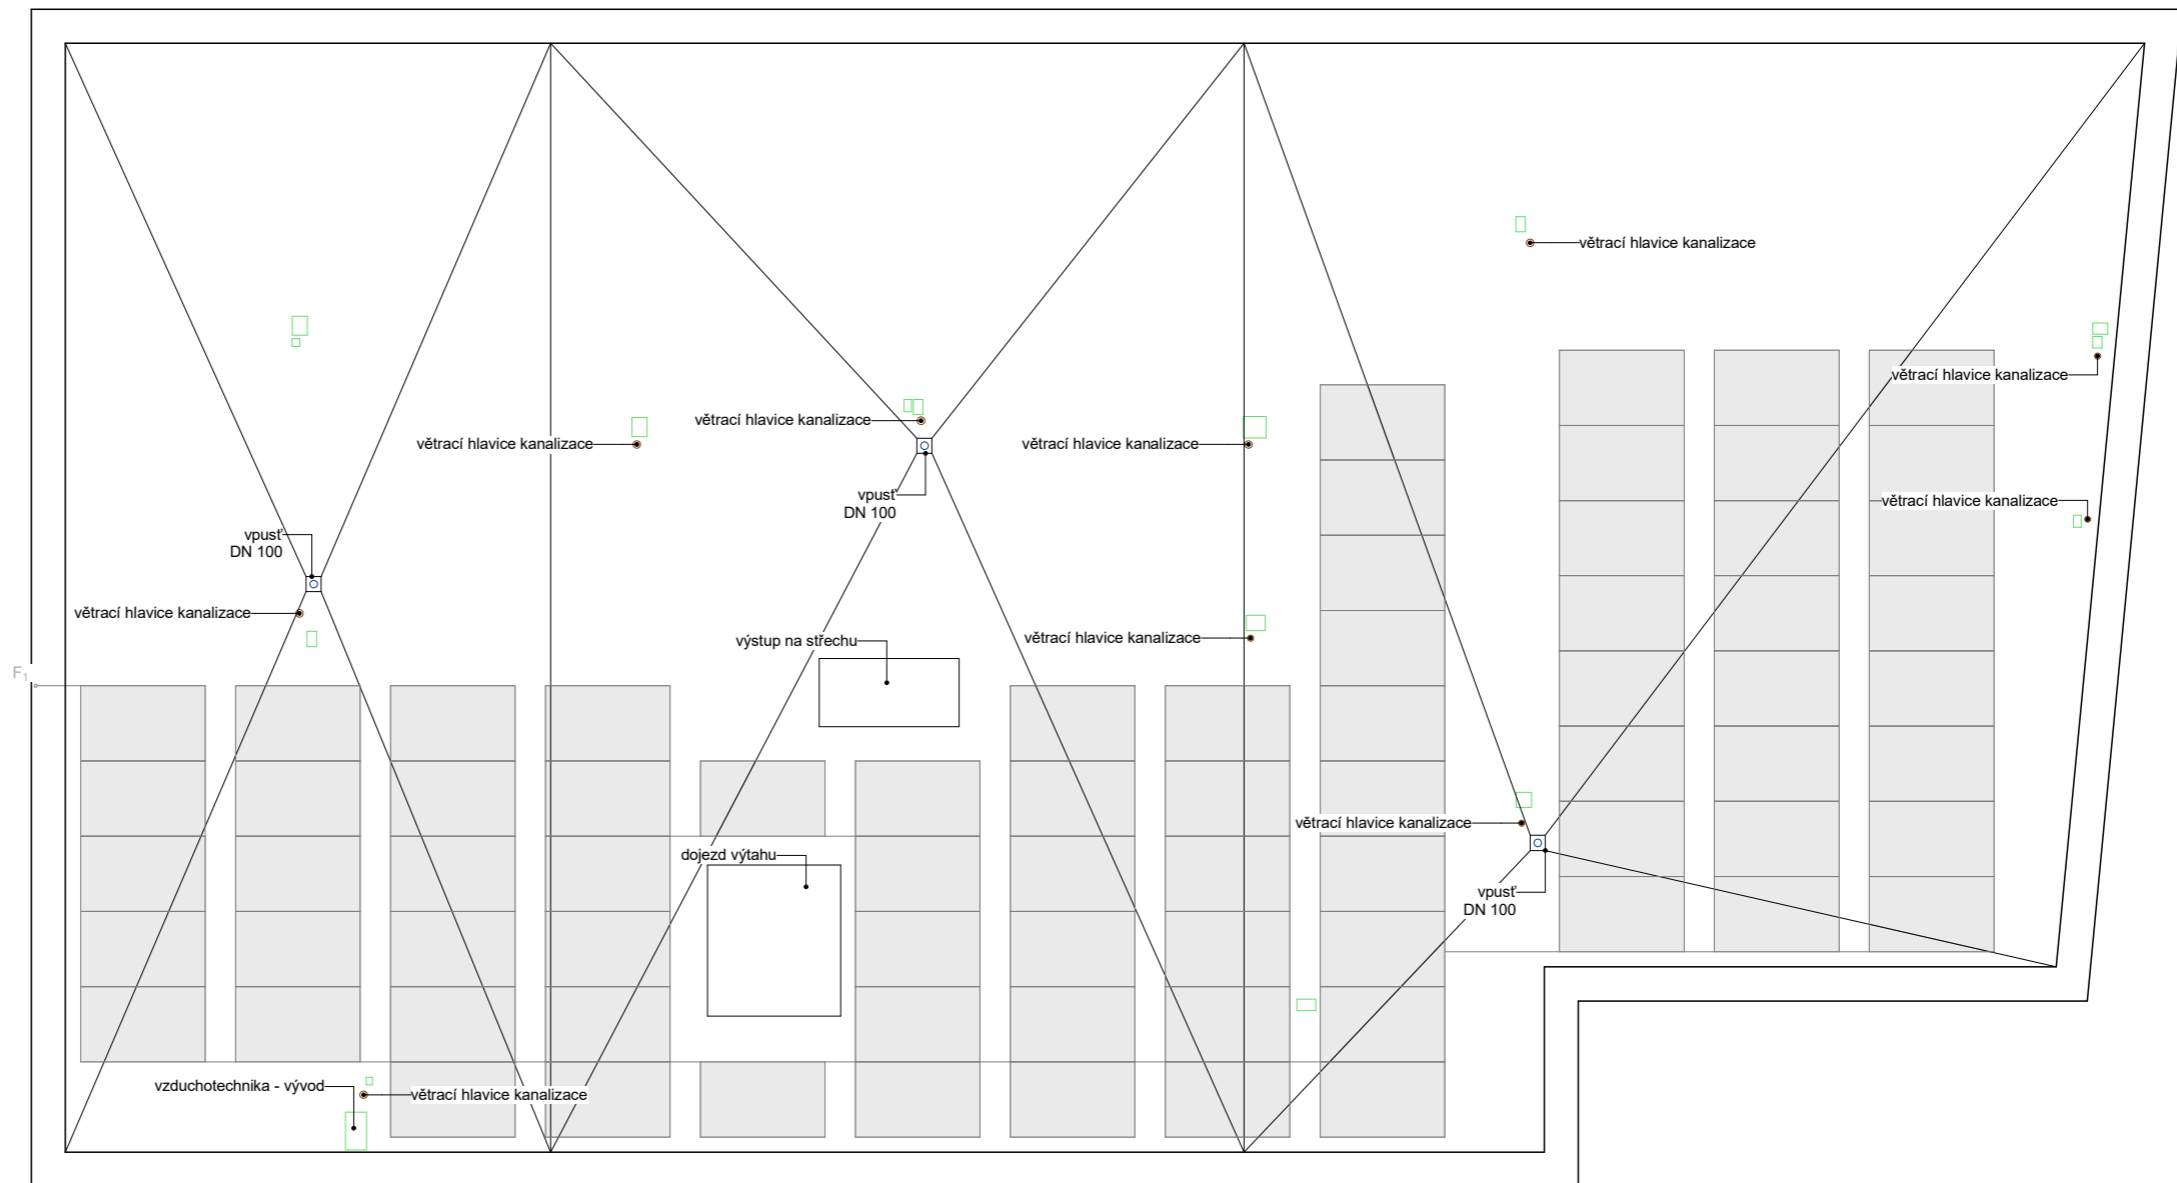 větrací hlavice kanalizace
větrací hlavice kanalizace
větrací hlavice kanalizace
větrací hlavice kanalizace
větrací hlavice kanalizace
vpusť
DN 100
větrací hlavice kanalizace
vpusť
DN 100
větrací hlavice kanalizace
větrací hlavice kanalizace
výstup na střechu
F1
větrací hlavice kanalizace
dojezd výtahu
vpusť
DN 100
vzduchotechnika - vývod
větrací hlavice kanalizace